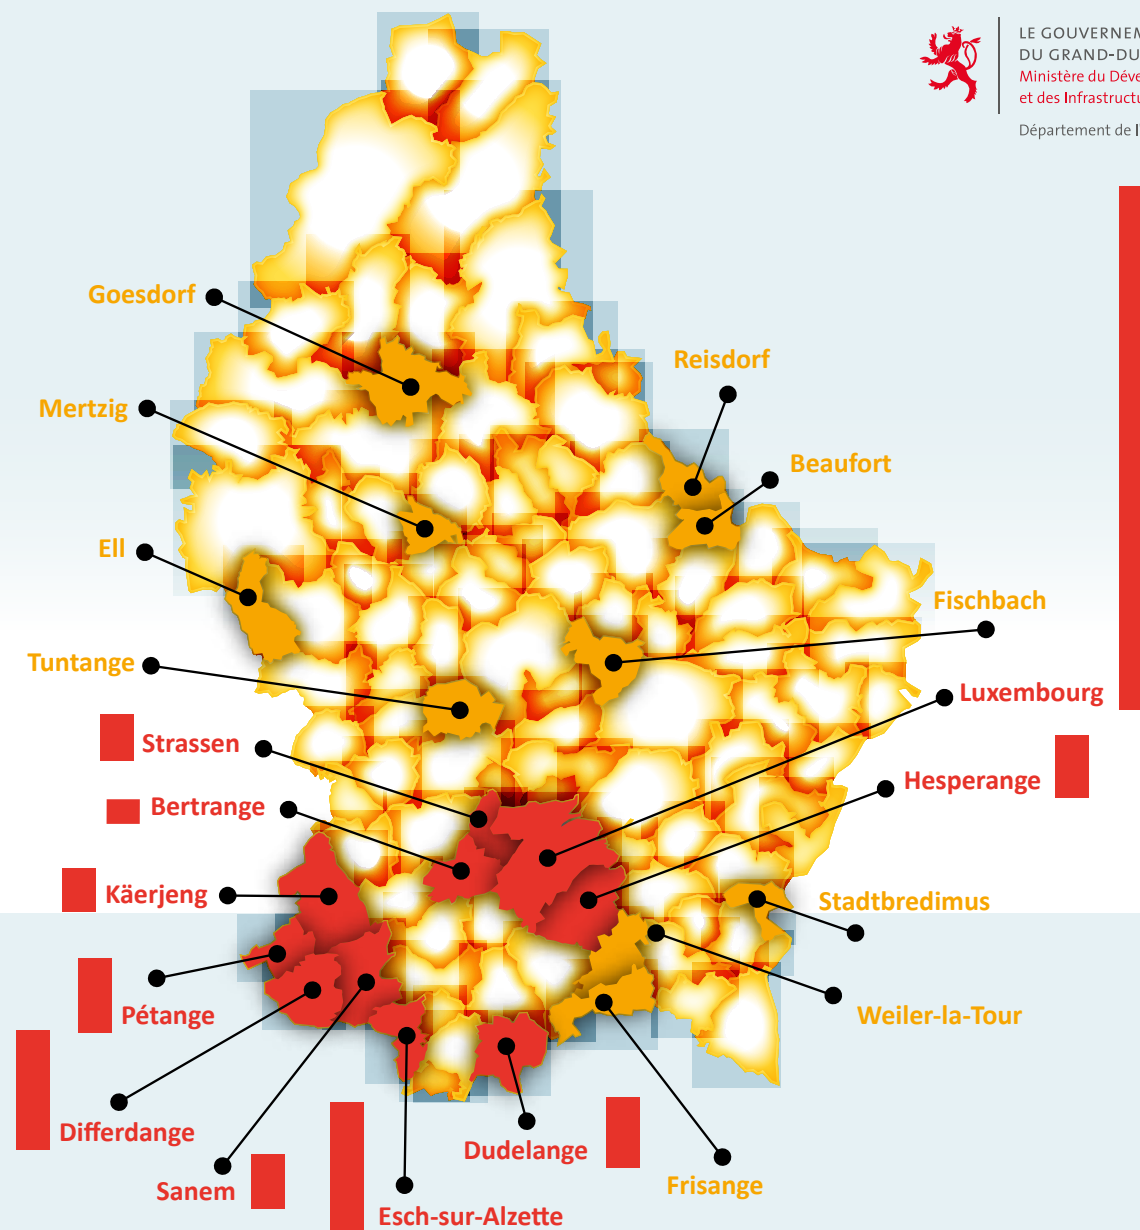 LE GOUVERNEM
DU GRAND-DU
Ministère du Déve
et des Infrastructu
Département de l
Goesdorf
Reisdorf
Mertzig
Beaufort
Ell
Fischbach
Tuntange
Luxembourg
Strassen
Hesperange
Bertrange
Käerjeng
Stadtbredimus
Pétange
Weiler-la-Tour
Differdange
Dudelange
Sanem
Frisange
Esch-sur-Alzette